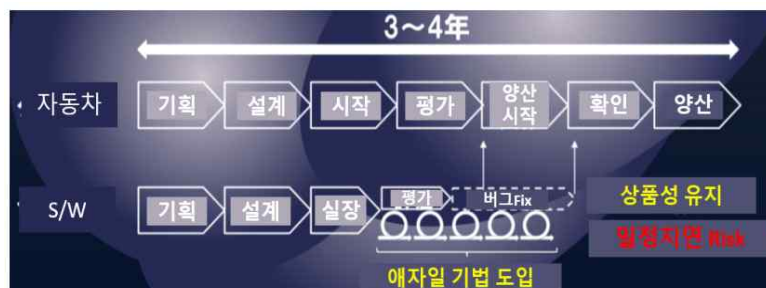 3~4年
자동차 기획 설계 시작 평가 양산 시작 확인 양산
S/W 기획 설계 실장 평가 버그Fix 상품성 유지
일정지연 Risk
애자일 기법 도입